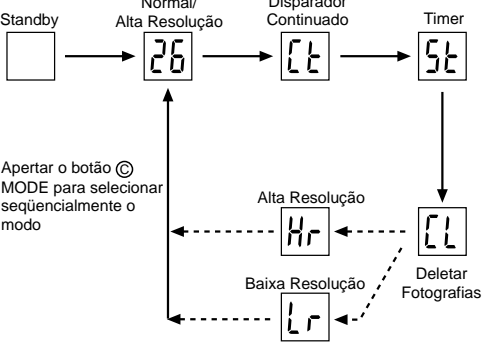 Standby
Normal/
Alta Resolução
Disparador
Continuado
Timer
26
Ct
St
Apertar o botão Ⓒ
MODE para selecionar
seqüencialmente o
modo
Alta Resolução
Hr
CL
Deletar
Fotografias
Baixa Resolução
Lr